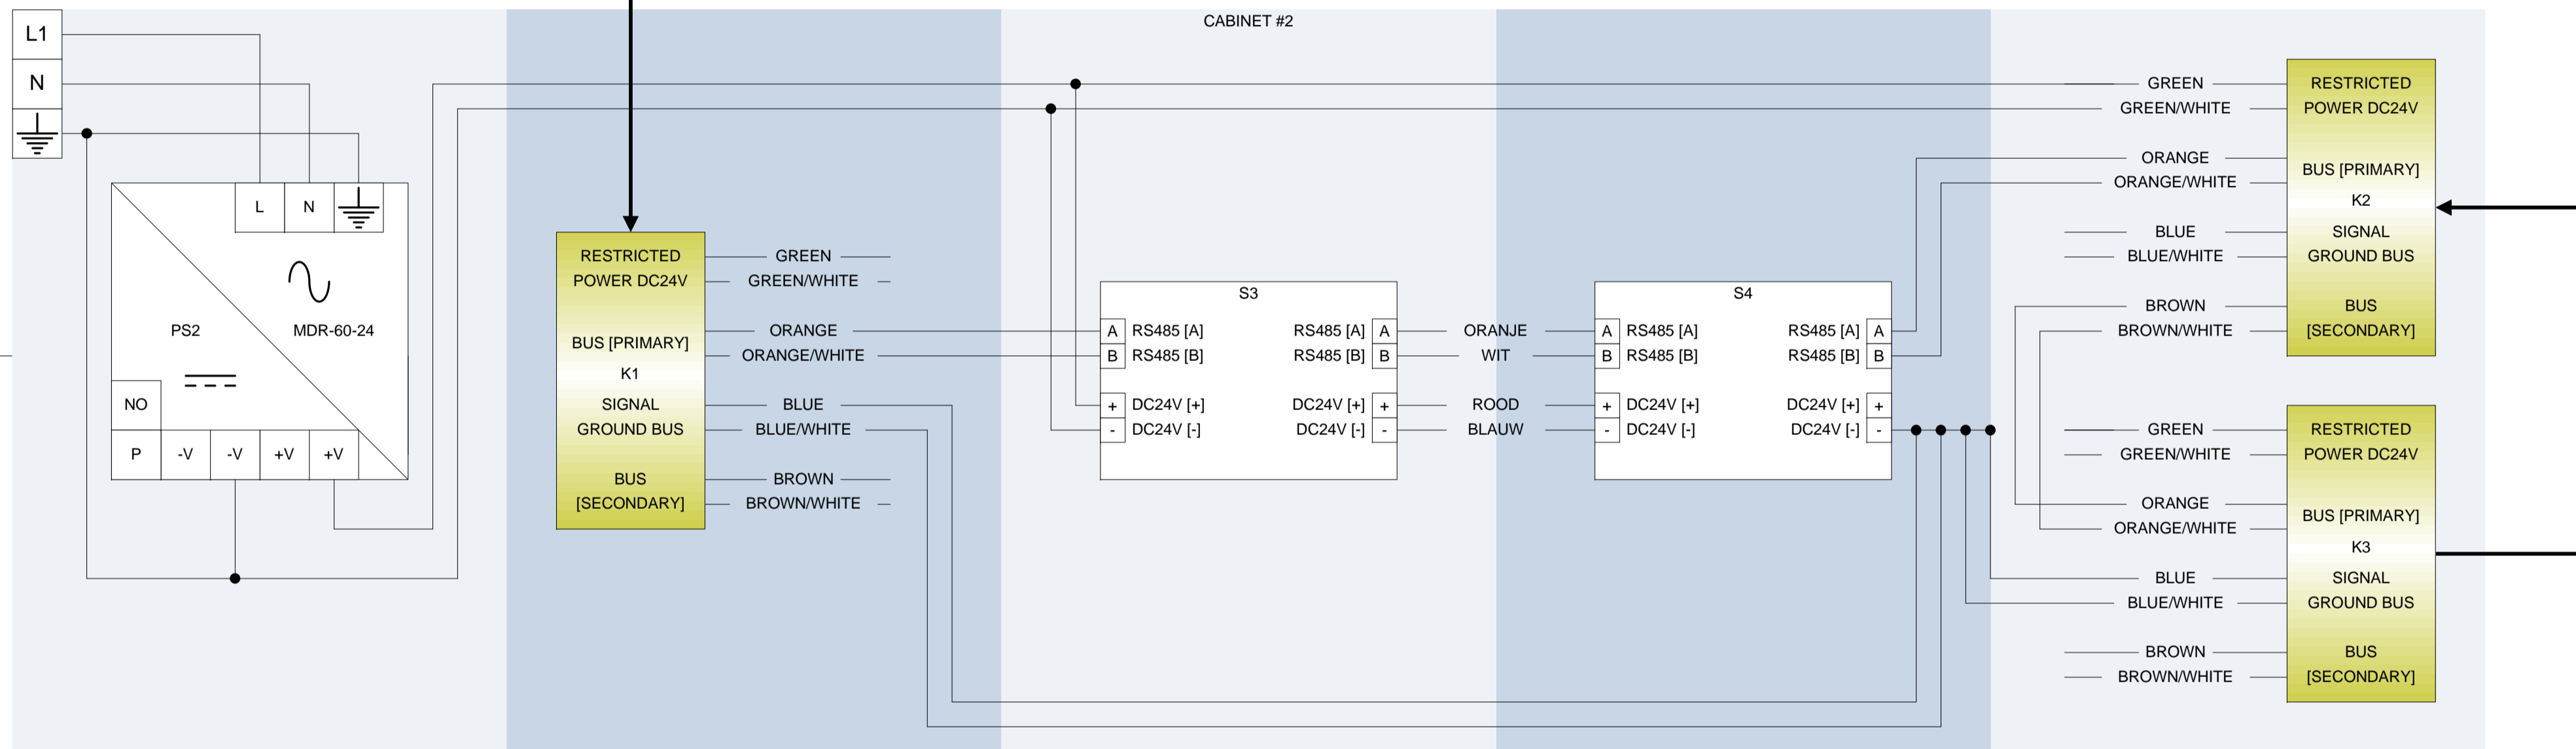 CABINET #2
L1
N
L
N
PS2
MDR-60-24
NO
P
-V
-V
+V
+V
RESTRICTED
POWER DC24V
BUS [PRIMARY]
K1
SIGNAL
GROUND BUS
BUS
[SECONDARY]
GREEN
GREEN/WHITE
ORANGE
ORANGE/WHITE
BLUE
BLUE/WHITE
BROWN
BROWN/WHITE
S3
A RS485 [A]
B RS485 [B]
+ DC24V [+]
- DC24V [-]
RS485 [A] A
RS485 [B] B
DC24V [+] +
DC24V [-] -
ORANJE
WIT
ROOD
BLAUW
S4
A RS485 [A]
B RS485 [B]
+ DC24V [+]
- DC24V [-]
RS485 [A] A
RS485 [B] B
DC24V [+] +
DC24V [-] -
GREEN
GREEN/WHITE
ORANGE
ORANGE/WHITE
BLUE
BLUE/WHITE
BROWN
BROWN/WHITE
RESTRICTED
POWER DC24V
BUS [PRIMARY]
K2
SIGNAL
GROUND BUS
BUS
[SECONDARY]
GREEN
GREEN/WHITE
ORANGE
ORANGE/WHITE
BLUE
BLUE/WHITE
BROWN
BROWN/WHITE
RESTRICTED
POWER DC24V
BUS [PRIMARY]
K3
SIGNAL
GROUND BUS
BUS
[SECONDARY]